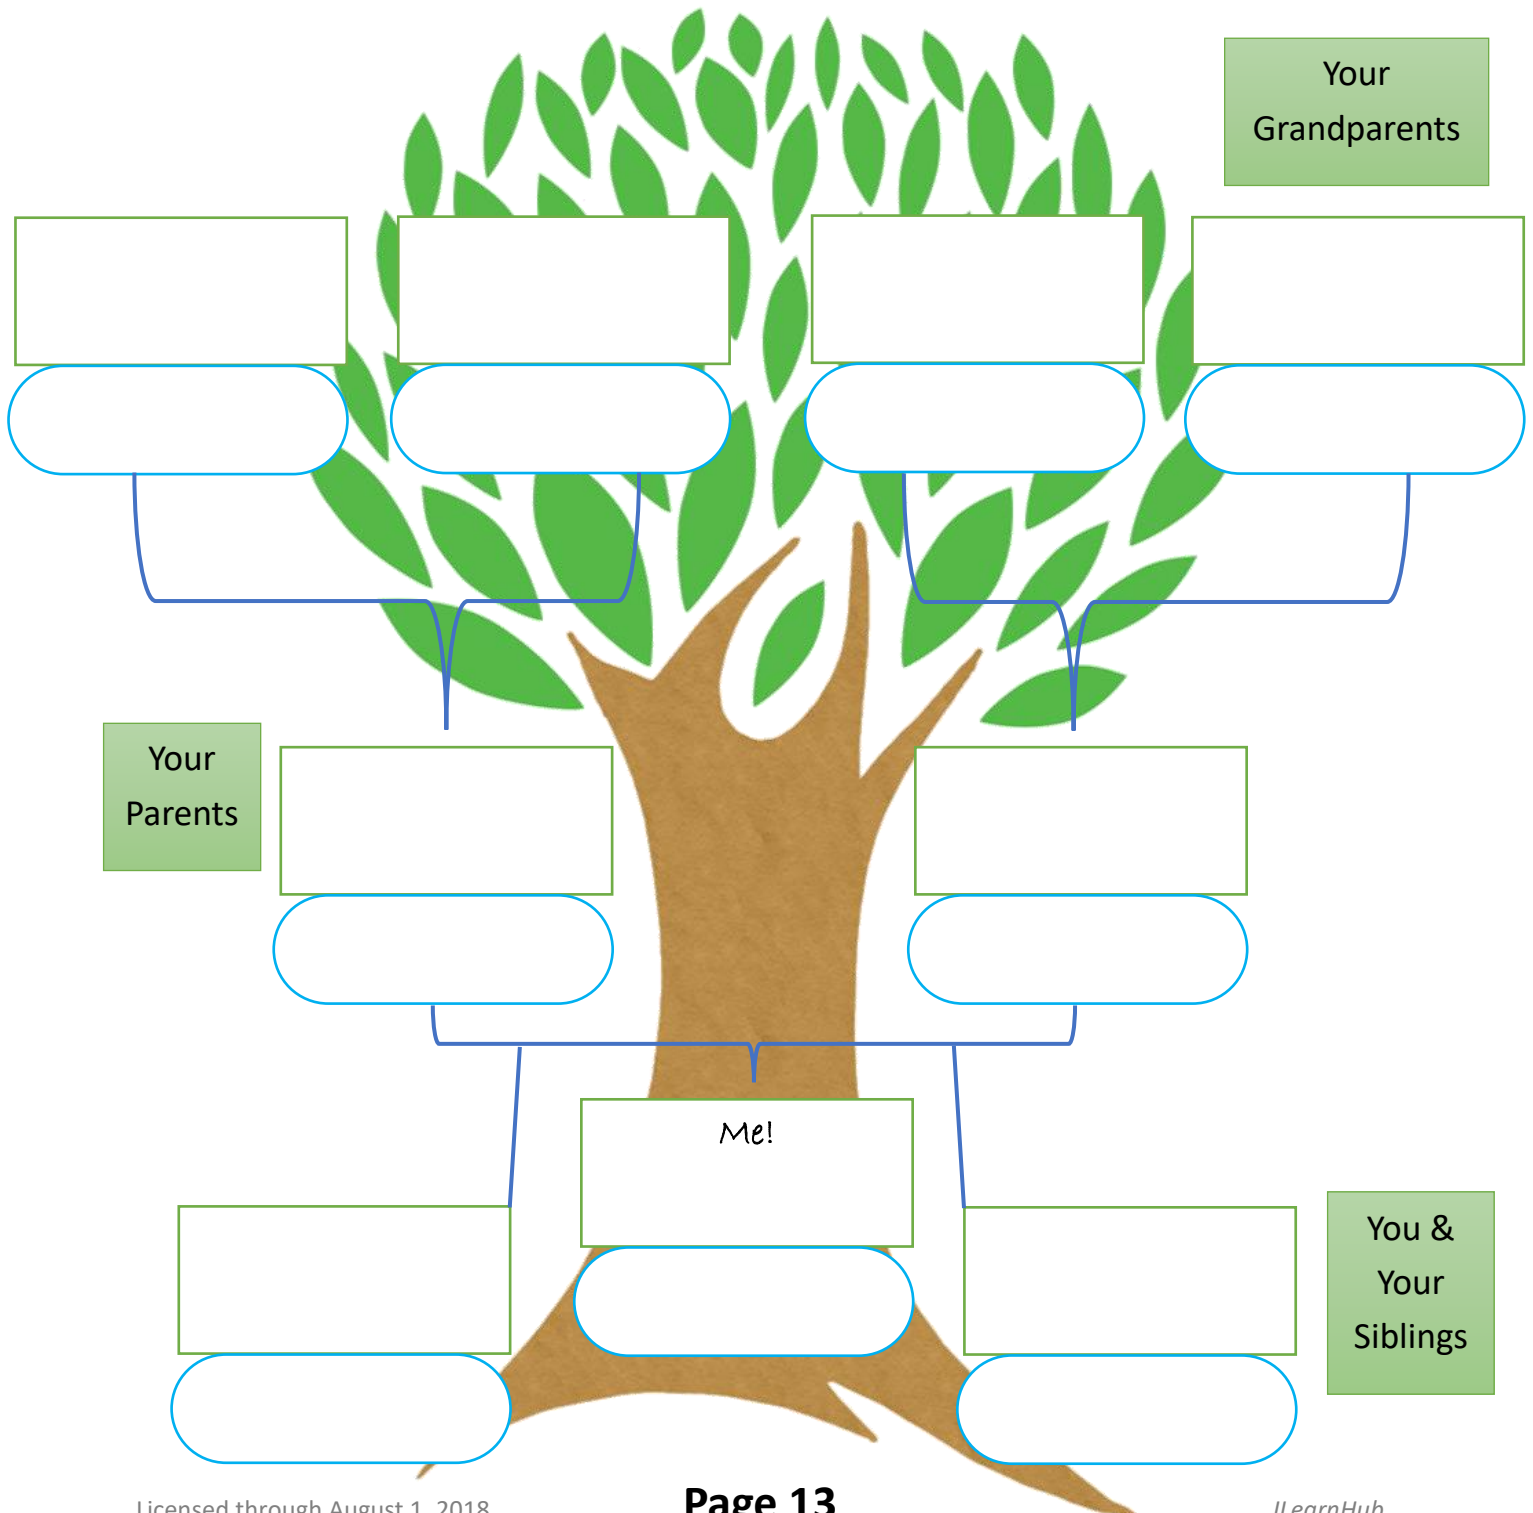 Your
Grandparents
Your
Parents
Me!
You &
Your
Siblings
Licensed through August 1, 2018
Page 13
ILearnHub